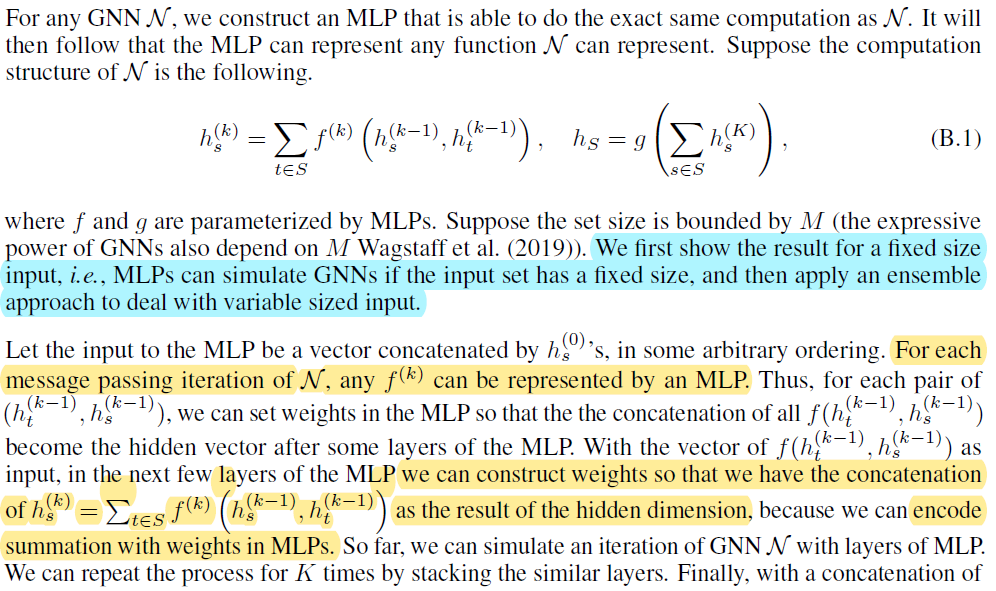 For any GNN 𝒩, we construct an MLP that is able to do the exact same computation as 𝒩. It will
then follow that the MLP can represent any function 𝒩 can represent. Suppose the computation
structure of 𝒩 is the following.
h_s^{(k)} = \sum_{t∈S} f^{(k)} \left( h_s^{(k−1)}, h_t^{(k−1)} \right), h_S = g \left( \sum_{s∈S} h_s^{(K)} \right), (B.1)
where f and g are parameterized by MLPs. Suppose the set size is bounded by M (the expressive
power of GNNs also depend on M Wagstaff et al. (2019)). We first show the result for a fixed size
input, i.e., MLPs can simulate GNNs if the input set has a fixed size, and then apply an ensemble
approach to deal with variable sized input.
Let the input to the MLP be a vector concatenated by h_s^{(0)}'s, in some arbitrary ordering. For each
message passing iteration of 𝒩, any f^{(k)} can be represented by an MLP. Thus, for each pair of
(h_t^{(k−1)}, h_s^{(k−1)}), we can set weights in the MLP so that the the concatenation of all f(h_t^{(k−1)}, h_s^{(k−1)})
become the hidden vector after some layers of the MLP. With the vector of f(h_t^{(k−1)}, h_s^{(k−1)}) as
input, in the next few layers of the MLP we can construct weights so that we have the concatenation
of h_s^{(k)} = \sum_{t∈S} f^{(k)} \left( h_s^{(k−1)}, h_t^{(k−1)} \right) as the result of the hidden dimension, because we can encode
summation with weights in MLPs. So far, we can simulate an iteration of GNN 𝒩 with layers of MLP.
We can repeat the process for K times by stacking the similar layers. Finally, with a concatenation of